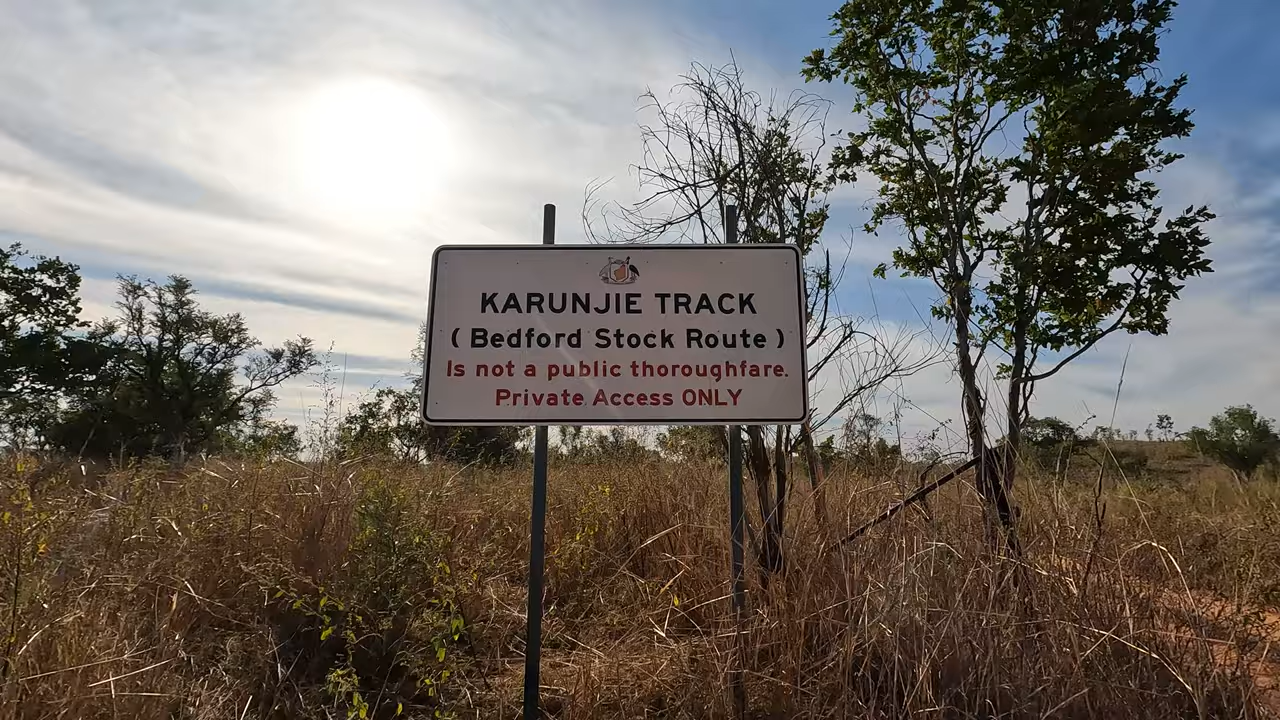 KARUNJIE TRACK
( Bedford Stock Route )
Is not a public thoroughfare.
Private Access ONLY